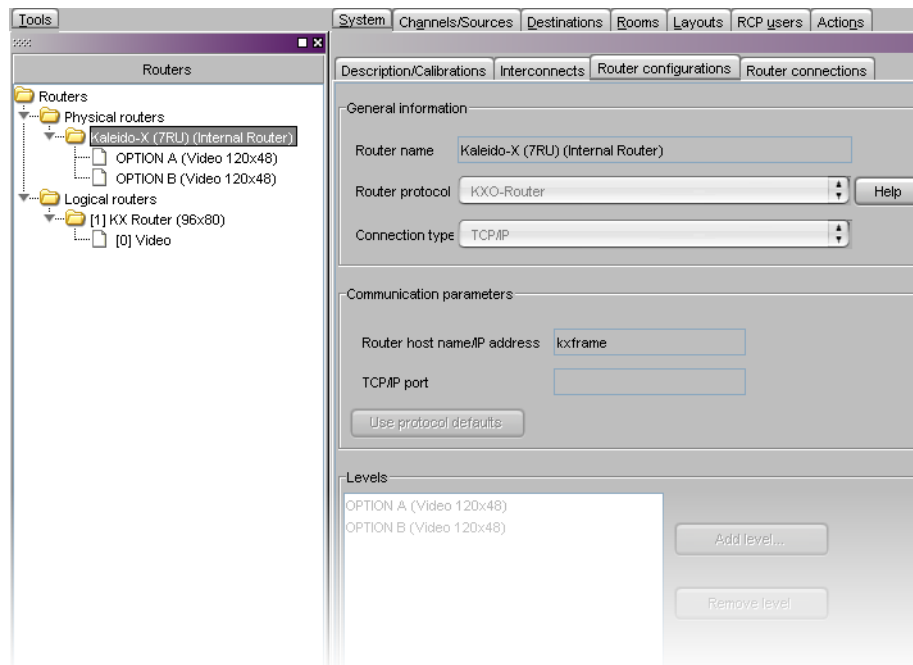 Tools
System Channels/Sources Destinations Rooms Layouts RCP users Actions
Routers
Routers
Physical routers
Kaleido-X (7RU) (Internal Router)
OPTION A (Video 120x48)
OPTION B (Video 120x48)
Logical routers
[1] KX Router (96x80)
[0] Video
Description/Calibrations Interconnects Router configurations Router connections
General information
Router name Kaleido-X (7RU) (Internal Router)
Router protocol KXO-Router Help
Connection type TCP/IP
Communication parameters
Router host name/IP address kxframe
TCP/IP port
Use protocol defaults
Levels
OPTION A (Video 120x48)
OPTION B (Video 120x48)
Add level...
Remove level